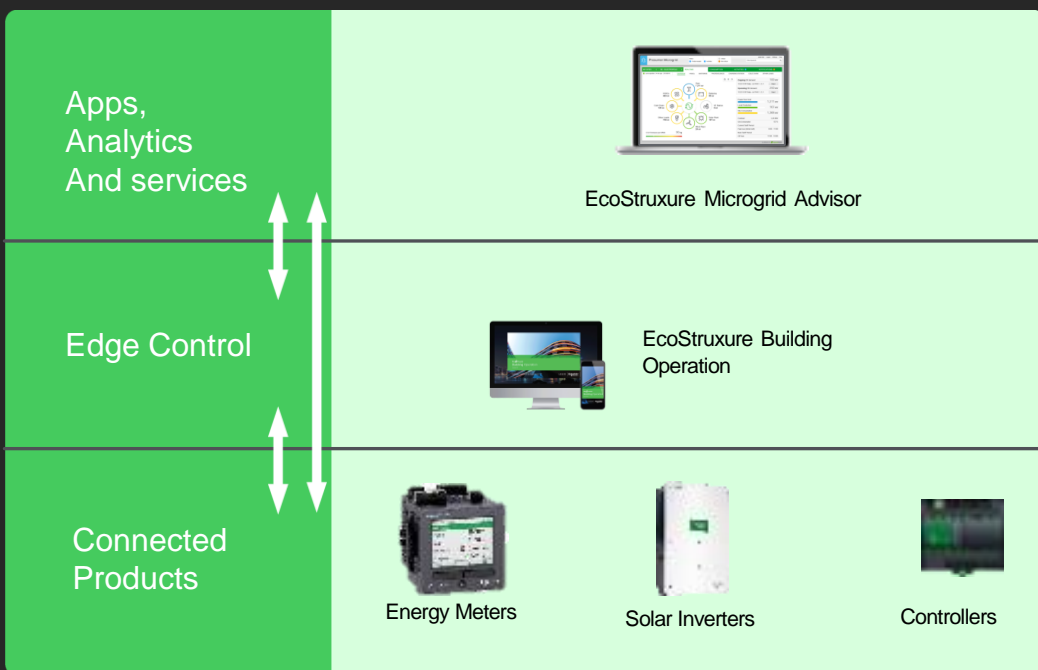 Apps,
Analytics
And services
EcoStruxure Microgrid Advisor
Edge Control
EcoStruxure Building
Operation
Connected
Products
Energy Meters
Solar Inverters
Controllers